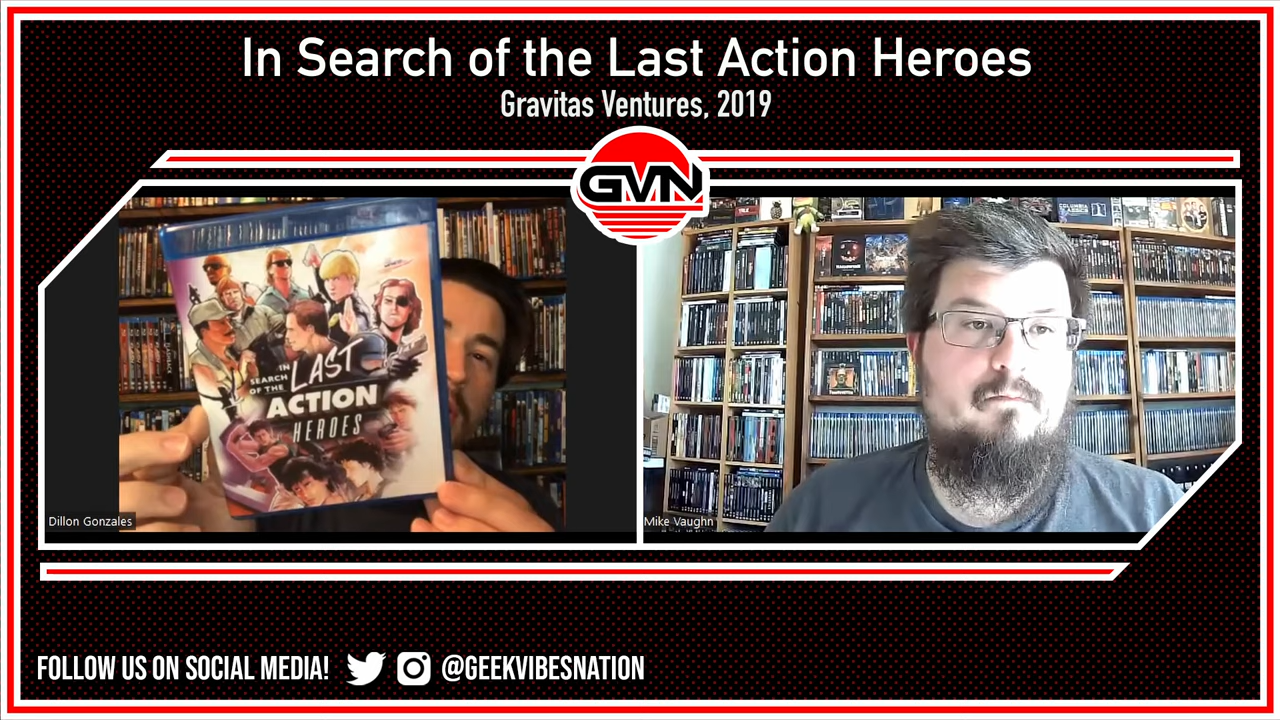 In Search of the Last Action Heroes
Gravitas Ventures, 2019
GVN
IN
SEARCH
OF THE
LAST
ACTION
HEROES
Dillon Gonzales
Mike Vaughn
FOLLOW US ON SOCIAL MEDIA!
@GEEKVIBESNATION